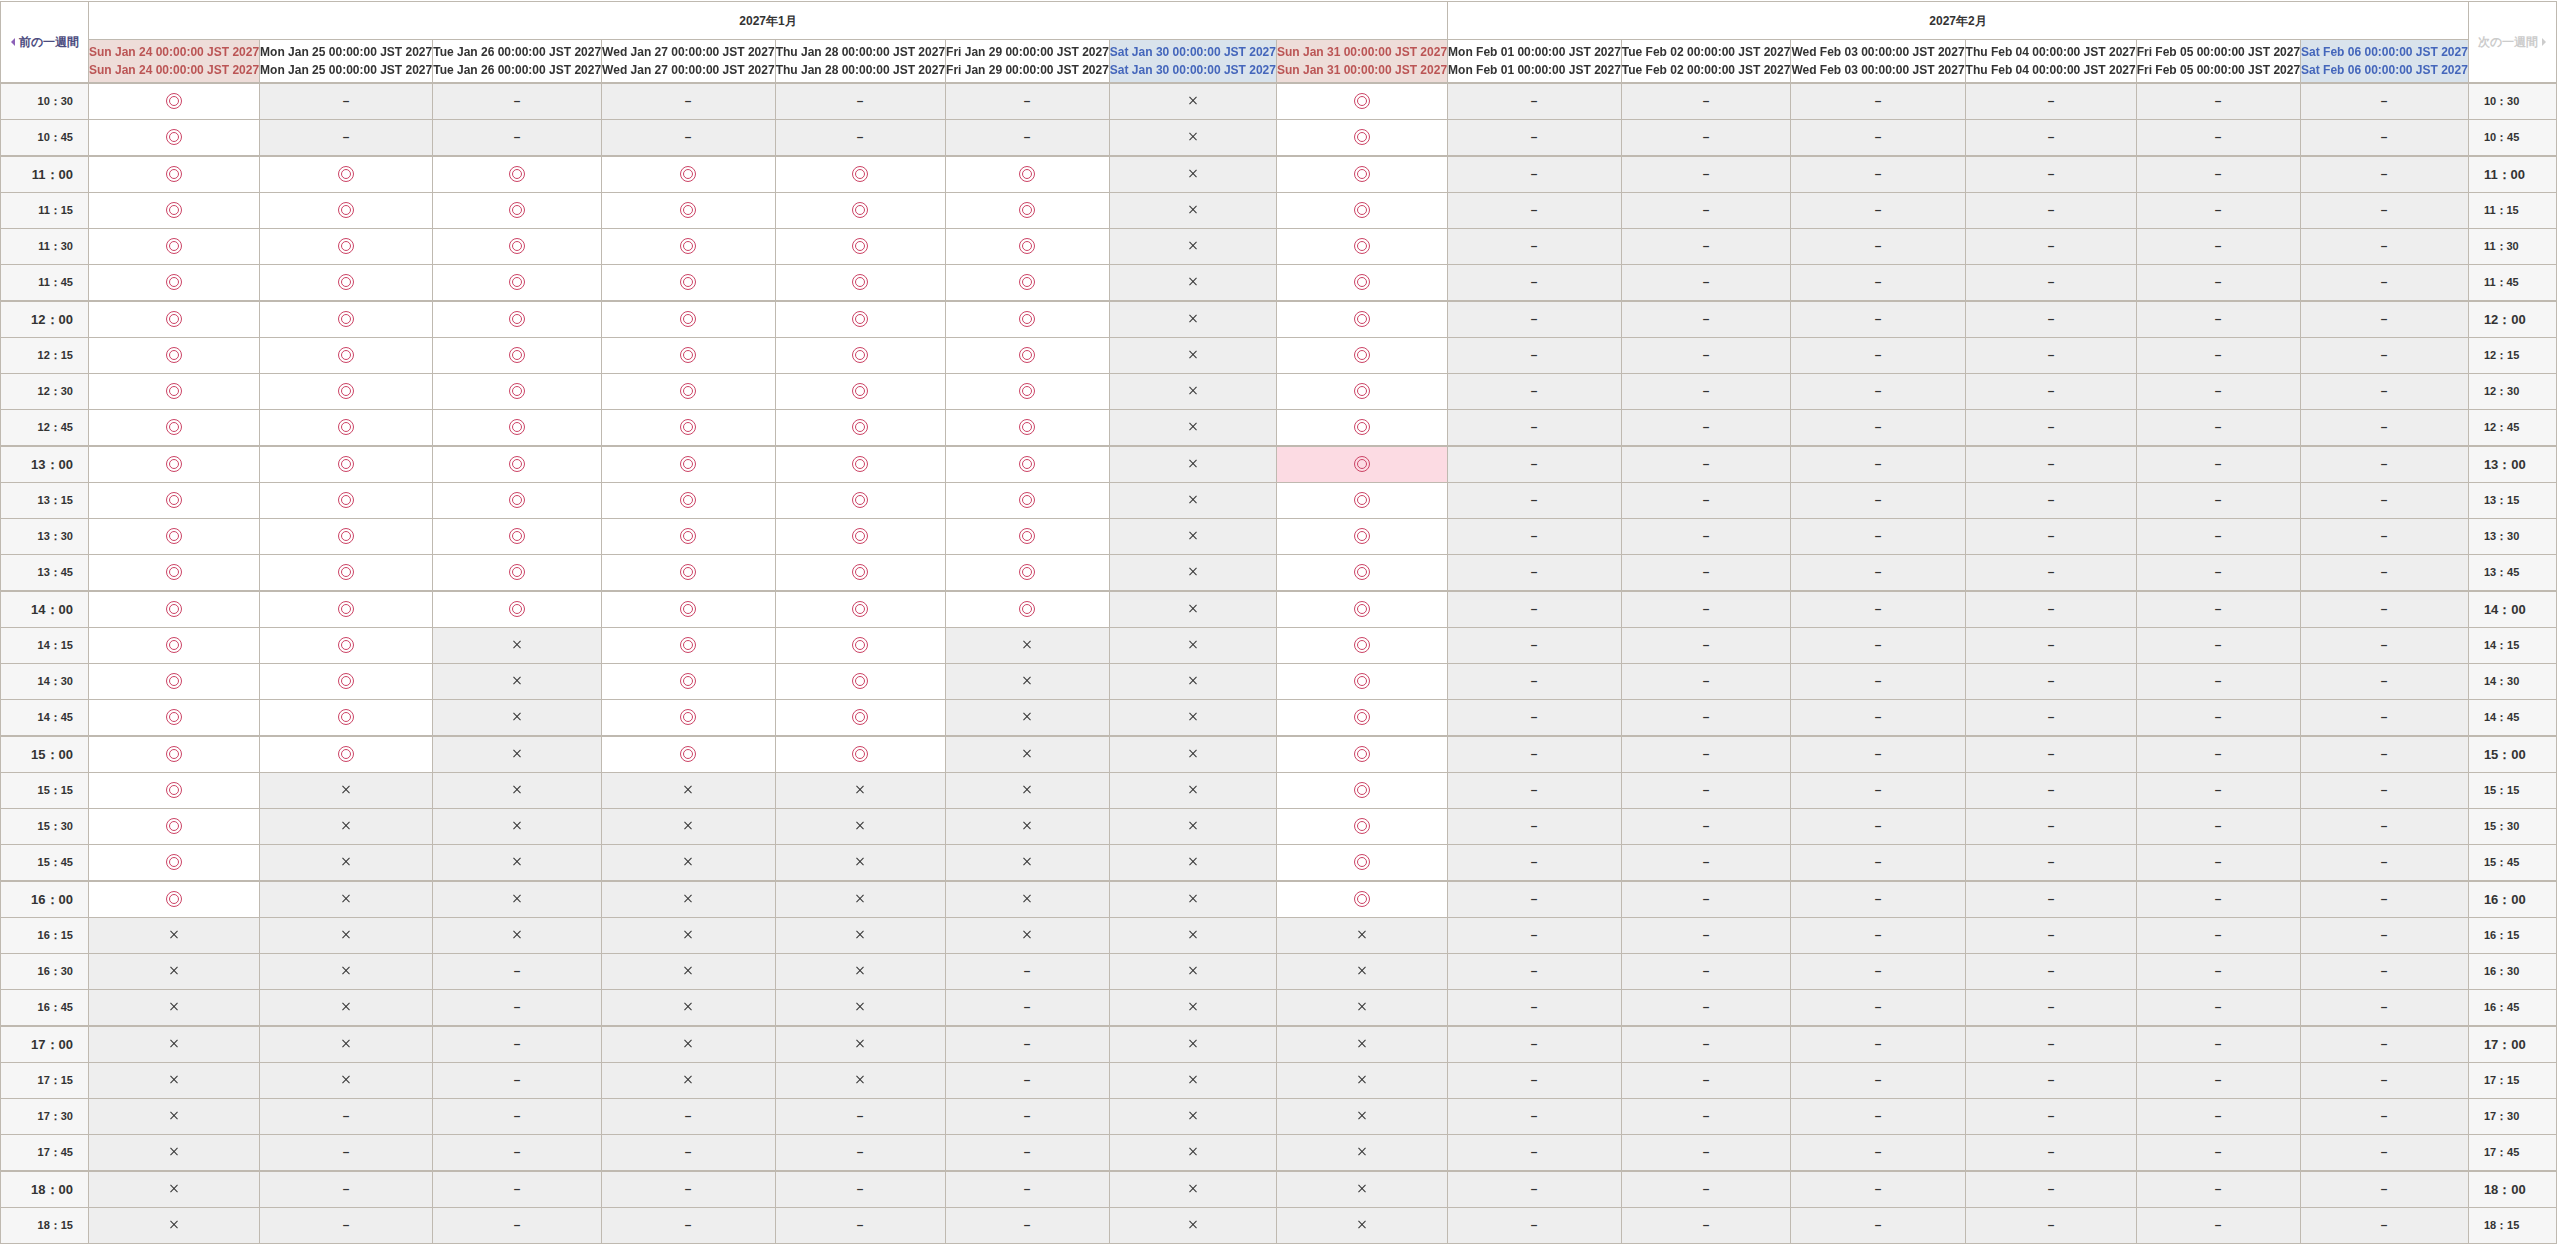 2027年1月 2027年2月
前の一週間 次の一週間
Sun Jan 24 00:00:00 JST 2027 Mon Jan 25 00:00:00 JST 2027 Tue Jan 26 00:00:00 JST 2027 Wed Jan 27 00:00:00 JST 2027 Thu Jan 28 00:00:00 JST 2027 Fri Jan 29 00:00:00 JST 2027 Sat Jan 30 00:00:00 JST 2027 Sun Jan 31 00:00:00 JST 2027 Mon Feb 01 00:00:00 JST 2027 Tue Feb 02 00:00:00 JST 2027 Wed Feb 03 00:00:00 JST 2027 Thu Feb 04 00:00:00 JST 2027 Fri Feb 05 00:00:00 JST 2027 Sat Feb 06 00:00:00 JST 2027
Sun Jan 24 00:00:00 JST 2027 Mon Jan 25 00:00:00 JST 2027 Tue Jan 26 00:00:00 JST 2027 Wed Jan 27 00:00:00 JST 2027 Thu Jan 28 00:00:00 JST 2027 Fri Jan 29 00:00:00 JST 2027 Sat Jan 30 00:00:00 JST 2027 Sun Jan 31 00:00:00 JST 2027 Mon Feb 01 00:00:00 JST 2027 Tue Feb 02 00:00:00 JST 2027 Wed Feb 03 00:00:00 JST 2027 Thu Feb 04 00:00:00 JST 2027 Fri Feb 05 00:00:00 JST 2027 Sat Feb 06 00:00:00 JST 2027
10：30 ◎ − − − − − × ◎ − − − − − − 10：30
10：45 ◎ − − − − − × ◎ − − − − − − 10：45
11：00 ◎ ◎ ◎ ◎ ◎ ◎ × ◎ − − − − − − 11：00
11：15 ◎ ◎ ◎ ◎ ◎ ◎ × ◎ − − − − − − 11：15
11：30 ◎ ◎ ◎ ◎ ◎ ◎ × ◎ − − − − − − 11：30
11：45 ◎ ◎ ◎ ◎ ◎ ◎ × ◎ − − − − − − 11：45
12：00 ◎ ◎ ◎ ◎ ◎ ◎ × ◎ − − − − − − 12：00
12：15 ◎ ◎ ◎ ◎ ◎ ◎ × ◎ − − − − − − 12：15
12：30 ◎ ◎ ◎ ◎ ◎ ◎ × ◎ − − − − − − 12：30
12：45 ◎ ◎ ◎ ◎ ◎ ◎ × ◎ − − − − − − 12：45
13：00 ◎ ◎ ◎ ◎ ◎ ◎ × ◎ − − − − − − 13：00
13：15 ◎ ◎ ◎ ◎ ◎ ◎ × ◎ − − − − − − 13：15
13：30 ◎ ◎ ◎ ◎ ◎ ◎ × ◎ − − − − − − 13：30
13：45 ◎ ◎ ◎ ◎ ◎ ◎ × ◎ − − − − − − 13：45
14：00 ◎ ◎ ◎ ◎ ◎ ◎ × ◎ − − − − − − 14：00
14：15 ◎ ◎ × ◎ ◎ × × ◎ − − − − − − 14：15
14：30 ◎ ◎ × ◎ ◎ × × ◎ − − − − − − 14：30
14：45 ◎ ◎ × ◎ ◎ × × ◎ − − − − − − 14：45
15：00 ◎ ◎ × ◎ ◎ × × ◎ − − − − − − 15：00
15：15 ◎ × × × × × × ◎ − − − − − − 15：15
15：30 ◎ × × × × × × ◎ − − − − − − 15：30
15：45 ◎ × × × × × × ◎ − − − − − − 15：45
16：00 ◎ × × × × × × ◎ − − − − − − 16：00
16：15 × × × × × × × × − − − − − − 16：15
16：30 × × − × × − × × − − − − − − 16：30
16：45 × × − × × − × × − − − − − − 16：45
17：00 × × − × × − × × − − − − − − 17：00
17：15 × × − × × − × × − − − − − − 17：15
17：30 × − − − − − × × − − − − − − 17：30
17：45 × − − − − − × × − − − − − − 17：45
18：00 × − − − − − × × − − − − − − 18：00
18：15 × − − − − − × × − − − − − − 18：15